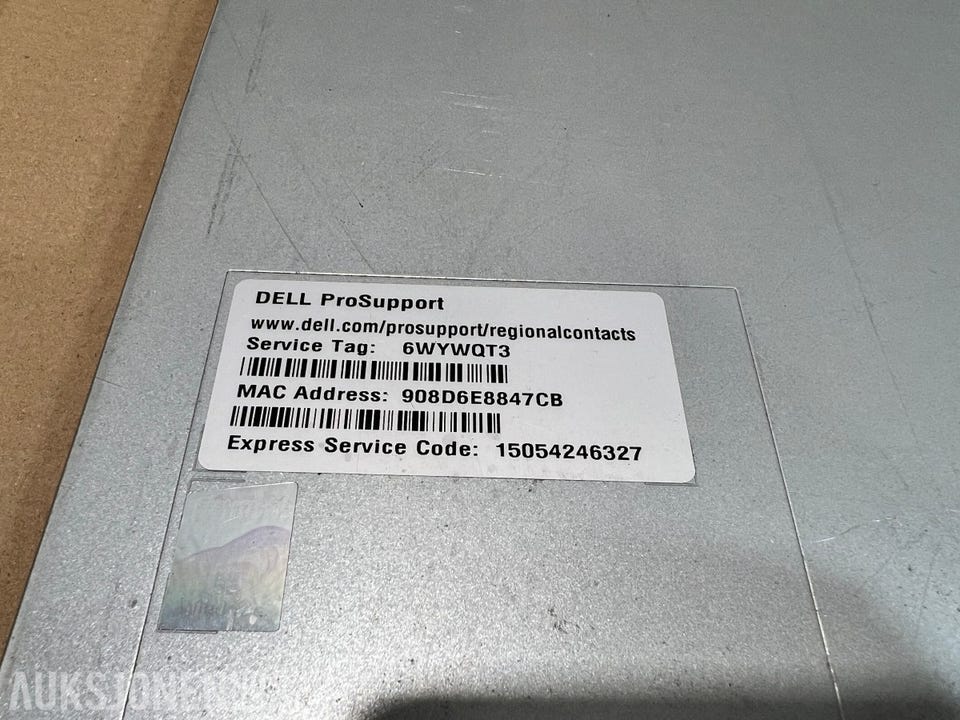 DELL ProSupport
www.dell.com/prosupport/regionalcontacts
Service Tag: 6WYWQT3
MAC Address: 908D6E8847CB
Express Service Code: 15054246327